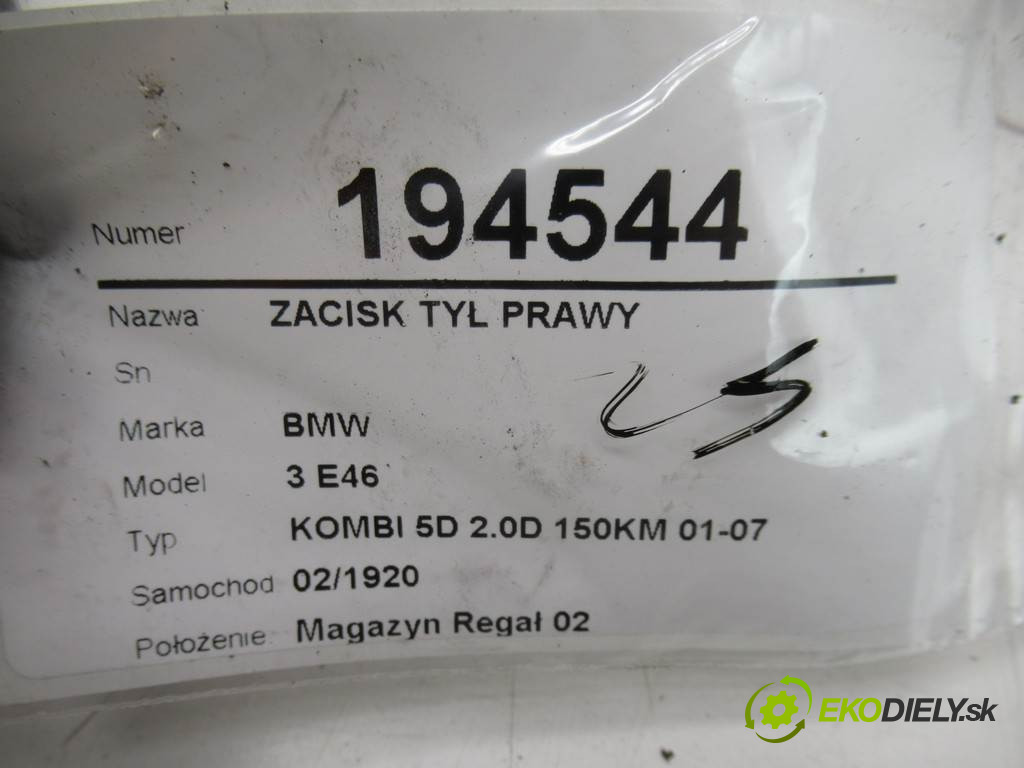 Numer 194544
Nazwa ZACISK TYŁ PRAWY
Sn
Marka BMW
Model 3 E46
Typ KOMBI 5D 2.0D 150KM 01-07
Samochod 02/1920
Położenie: Magazyn Regał 02
EKODIELY.sk